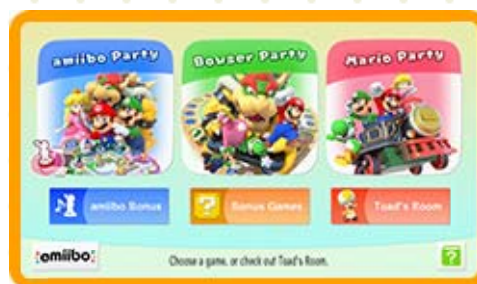 amiibo Party
Bowser Party
Mario Party
amiibo Bonus
Bonus Games
Toad's Room
amiibo
Choose a game, or check out Toad's Room.
?